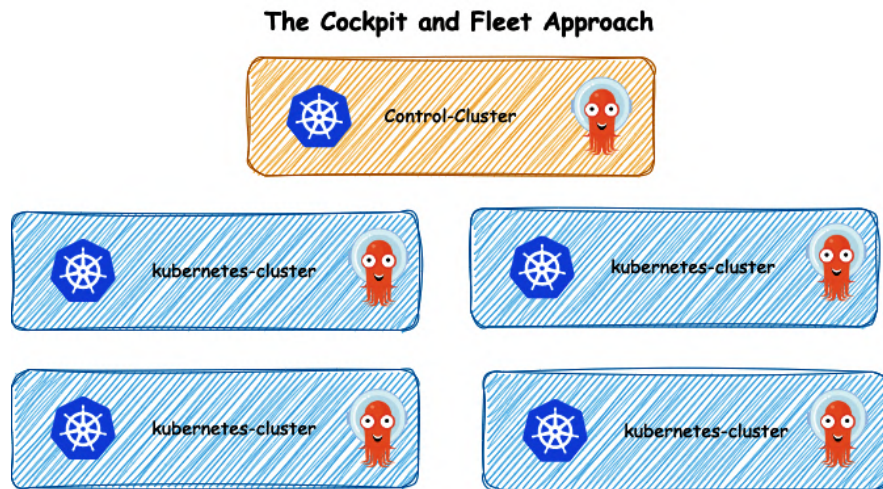 The Cockpit and Fleet Approach
Control-Cluster
kubernetes-cluster
kubernetes-cluster
kubernetes-cluster
kubernetes-cluster